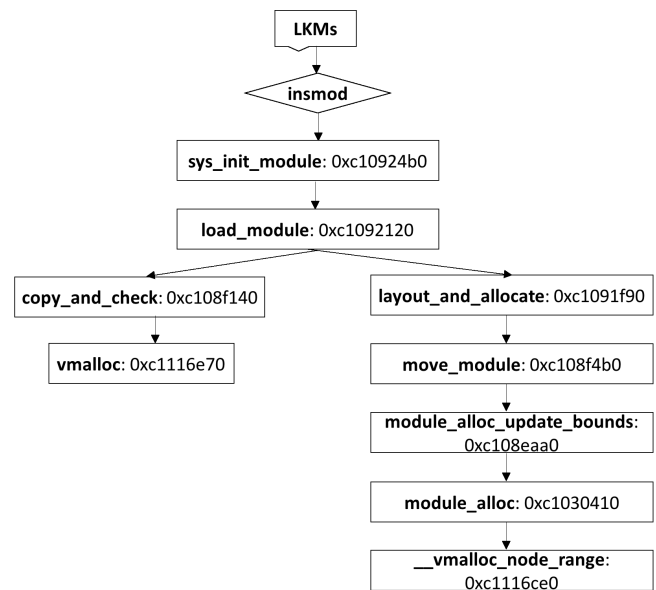 LKMs
insmod
sys_init_module: 0xc10924b0
load_module: 0xc1092120
copy_and_check: 0xc108f140
layout_and_allocate: 0xc1091f90
vmalloc: 0xc1116e70
move_module: 0xc108f4b0
module_alloc_update_bounds:
0xc108eaa0
module_alloc: 0xc1030410
__vmalloc_node_range:
0xc1116ce0